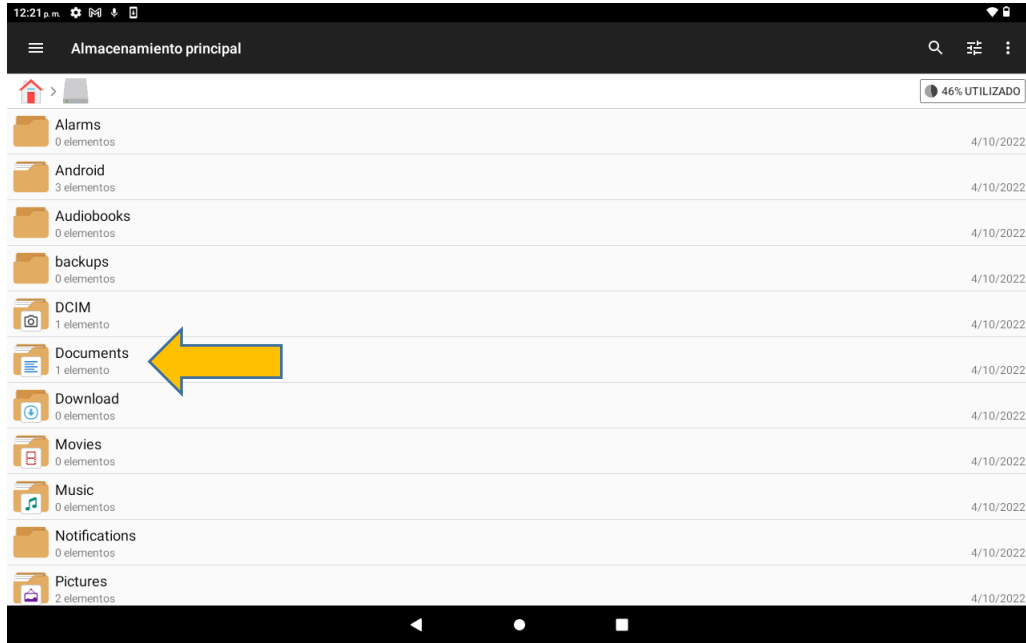 12:21 p.m.
Almacenamiento principal
46% UTILIZADO
Alarms
0 elementos
4/10/2022
Android
3 elementos
4/10/2022
Audiobooks
0 elementos
4/10/2022
backups
0 elementos
4/10/2022
DCIM
1 elemento
4/10/2022
Documents
1 elemento
4/10/2022
Download
0 elementos
4/10/2022
Movies
0 elementos
4/10/2022
Music
0 elementos
4/10/2022
Notifications
0 elementos
4/10/2022
Pictures
2 elementos
4/10/2022